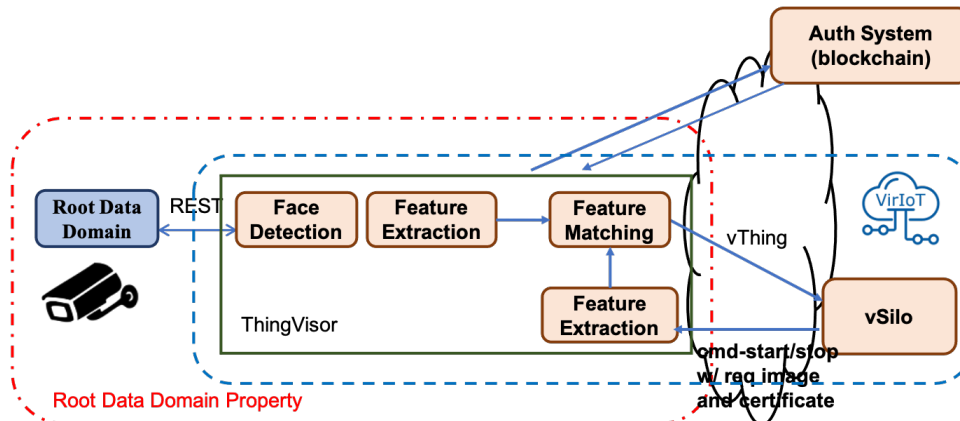 Auth System
(blockchain)
Root Data
Domain
REST
Face
Detection
Feature
Extraction
Feature
Matching
vThing
VirIoT
ThingVisor
Feature
Extraction
vSilo
cmd-start/stop
w/ req image
and certificate
Root Data Domain Property